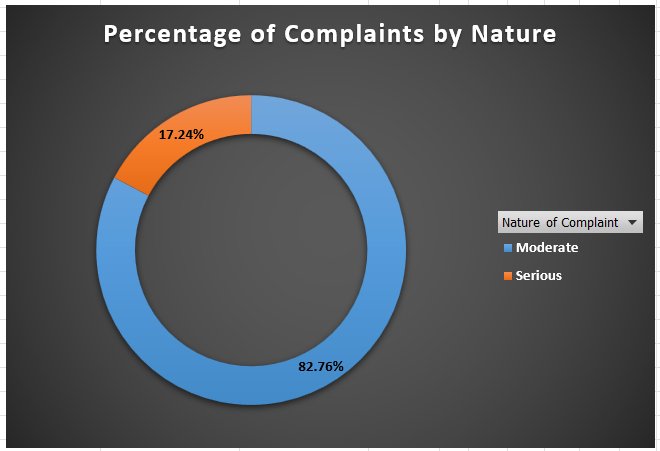 Percentage of Complaints by Nature
17.24%
Nature of Complaint
Moderate
Serious
82.76%